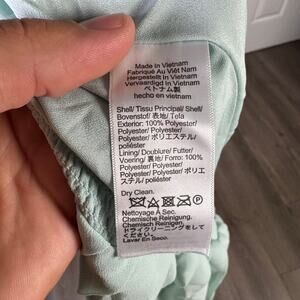 Made In Vietnam
Fabriqué Au Viêt Nam
Hergestellt In Vietnam
Vervaardigd in Vietnam
ベトナム製
hecho en vietnam
Shell/ Tissu Principal/ Shell/
Bovenstof/ 表地/ Tela
Exterior: 100% Polyester/
Polyester/ Polyester/
Polyester/ ポリエステル/
poliéster
Lining/ Doublure/ Futter/
Voering/ 裏地/ Forro: 100%
Polyester/ Polyester/
Polyester/ Polyester/ ポリエ
ステル/ poliéster
Dry Clean.
P
Nettoyage A Sec.
Chemische Reinigung.
Chemisch Reinigen.
ドライクリーニングをして
ください
Lavar En Seco.